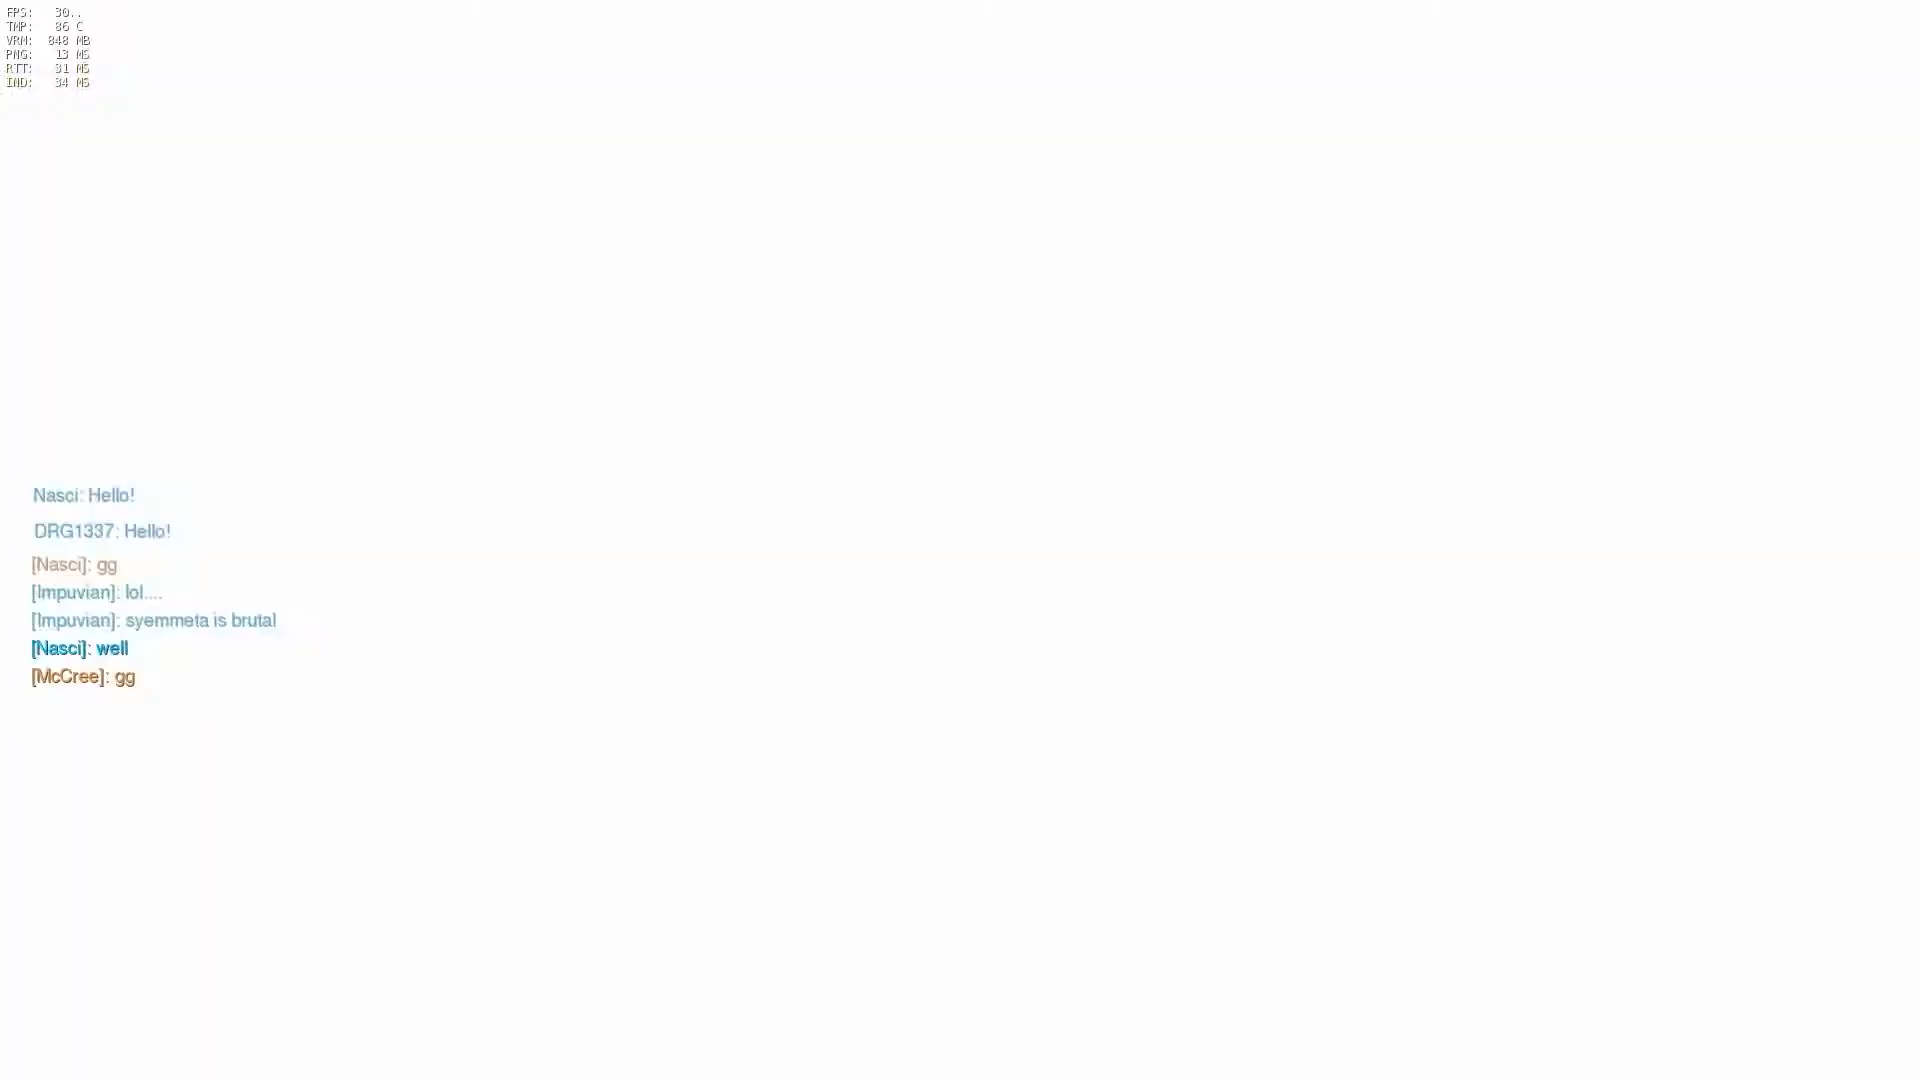 FPS: 30..
TMP: 86 C
VRM: 848 MB
PNG: 13 MS
RTT: 31 MS
IND: 34 MS
Nasci: Hello!
DRG1337: Hello!
[Nasci]: gg
[Impuvian]: lol....
[Impuvian]: syemmeta is brutal
[Nasci]: well
[McCree]: gg